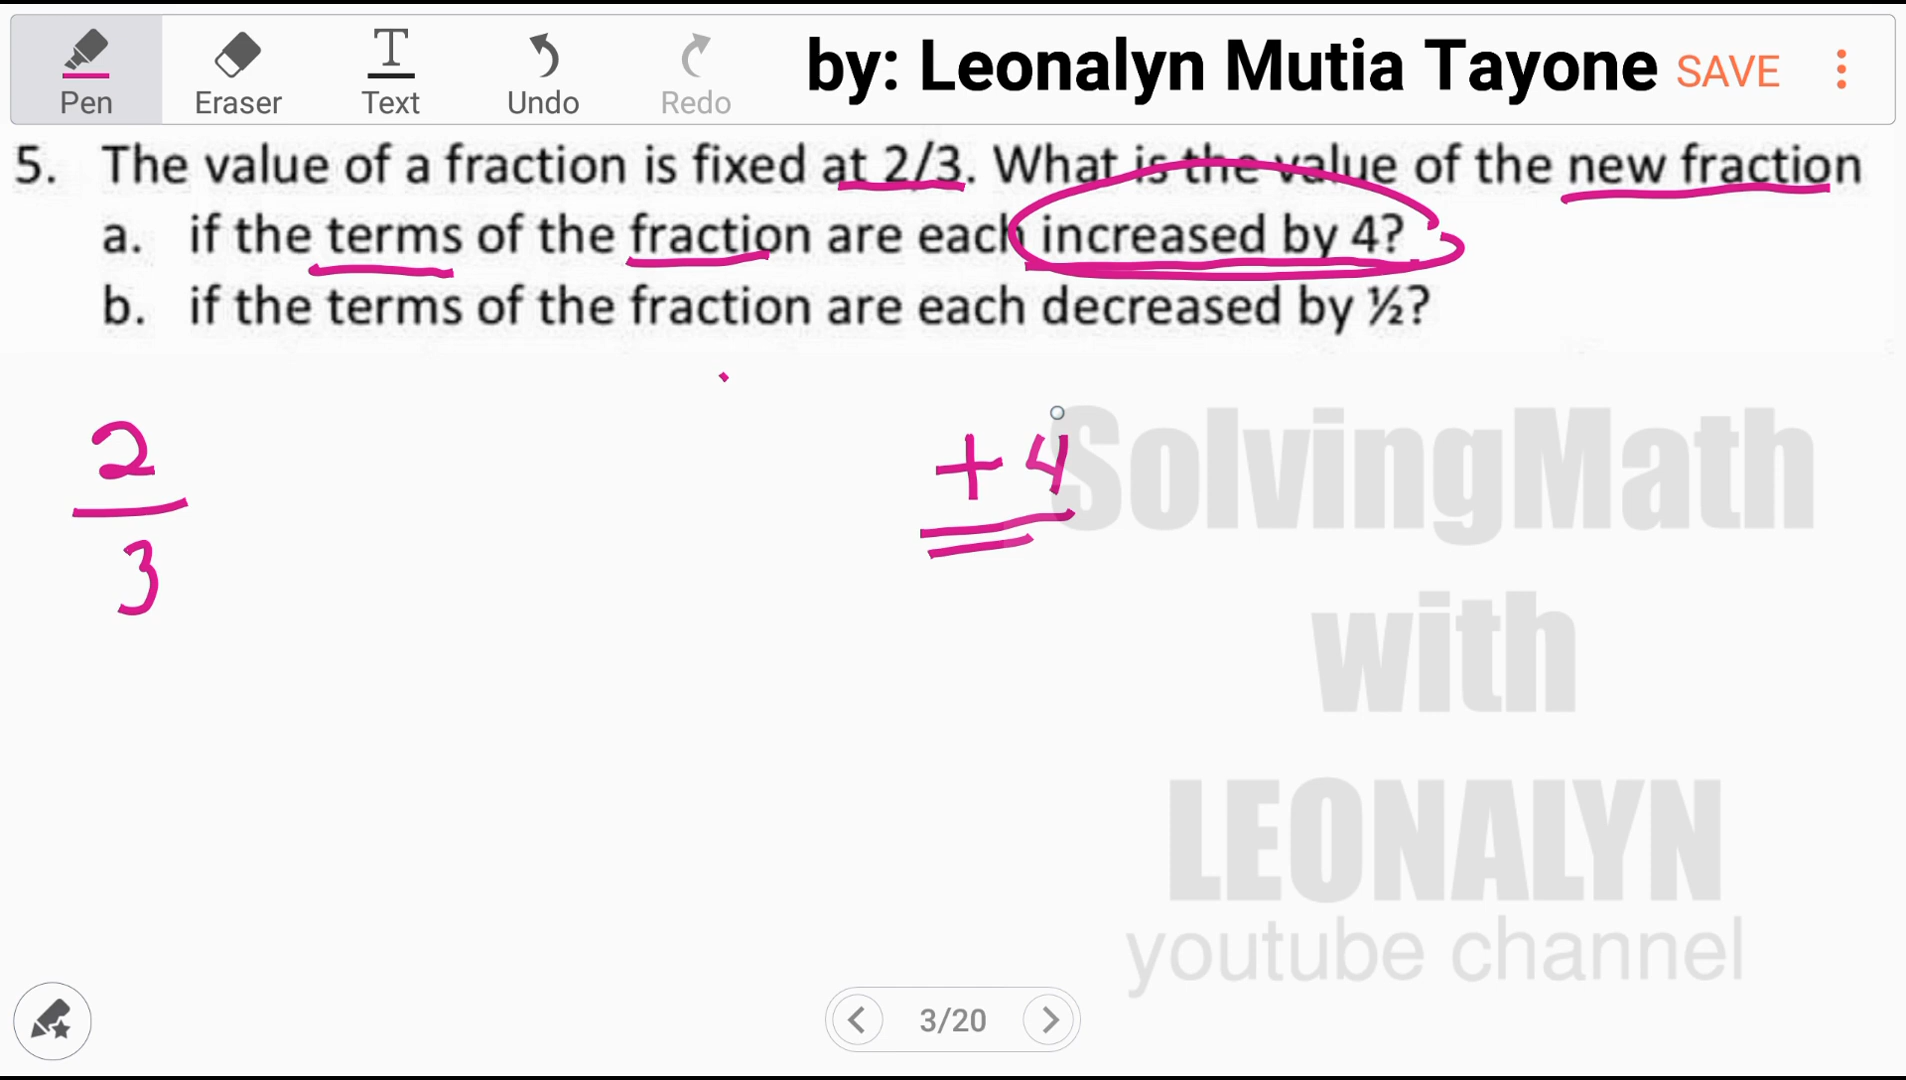 Pen Eraser Text Undo Redo by: Leonalyn Mutia Tayone SAVE
5. The value of a fraction is fixed at 2/3. What is the value of the new fraction
a. if the terms of the fraction are each increased by 4?
b. if the terms of the fraction are each decreased by ½?
2
3
+ 4
SolvingMath
with
LEONALYN
youtube channel
3/20